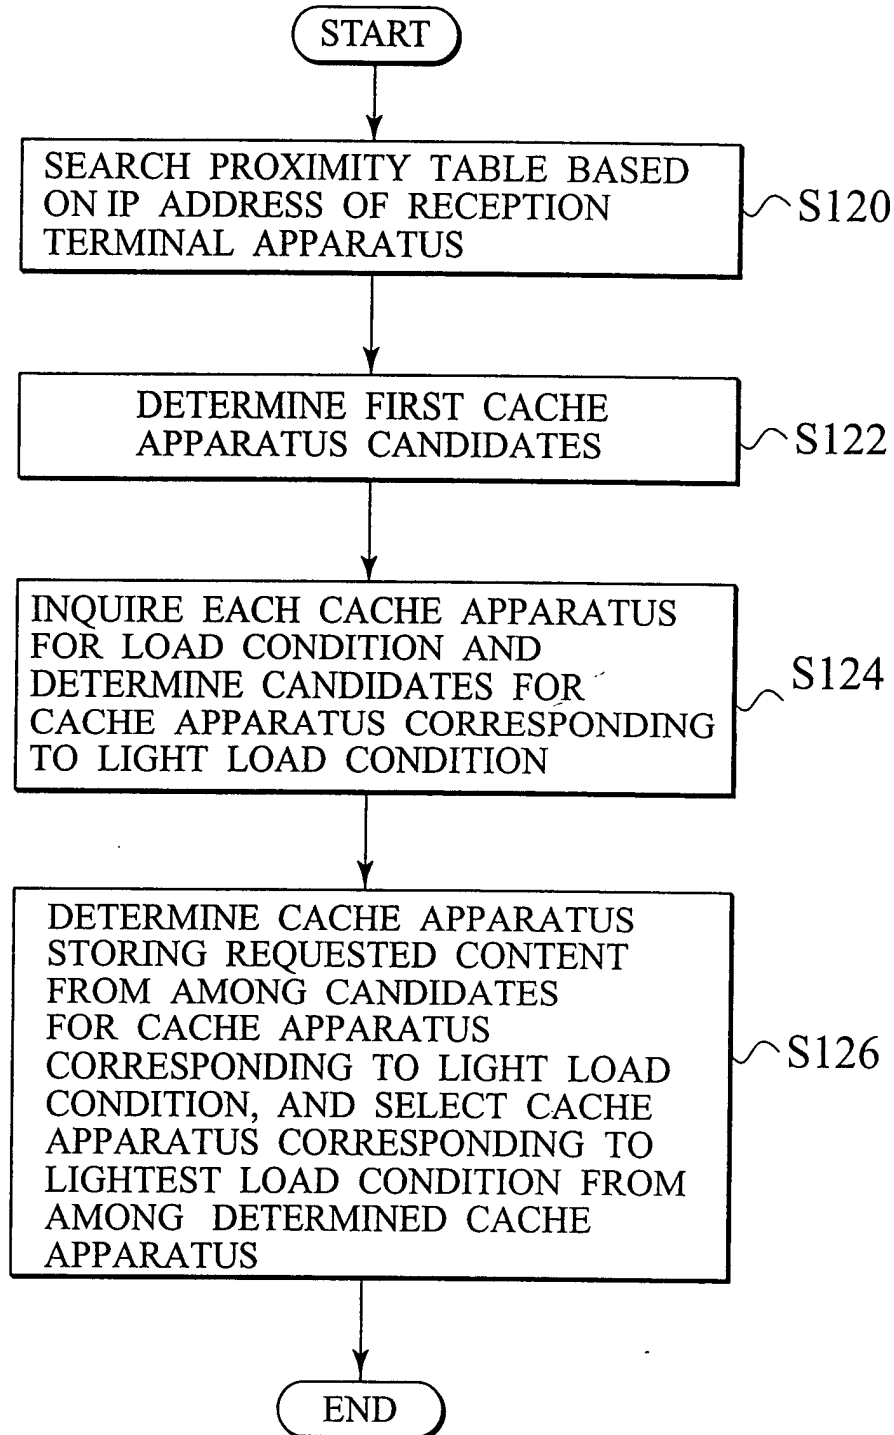 START
SEARCH PROXIMITY TABLE BASED
ON IP ADDRESS OF RECEPTION
TERMINAL APPARATUS
S120
DETERMINE FIRST CACHE
APPARATUS CANDIDATES
S122
INQUIRE EACH CACHE APPARATUS
FOR LOAD CONDITION AND
DETERMINE CANDIDATES FOR
CACHE APPARATUS CORRESPONDING
TO LIGHT LOAD CONDITION
S124
DETERMINE CACHE APPARATUS
STORING REQUESTED CONTENT
FROM AMONG CANDIDATES
FOR CACHE APPARATUS
CORRESPONDING TO LIGHT LOAD
CONDITION, AND SELECT CACHE
APPARATUS CORRESPONDING TO
LIGHTEST LOAD CONDITION FROM
AMONG DETERMINED CACHE
APPARATUS
S126
END